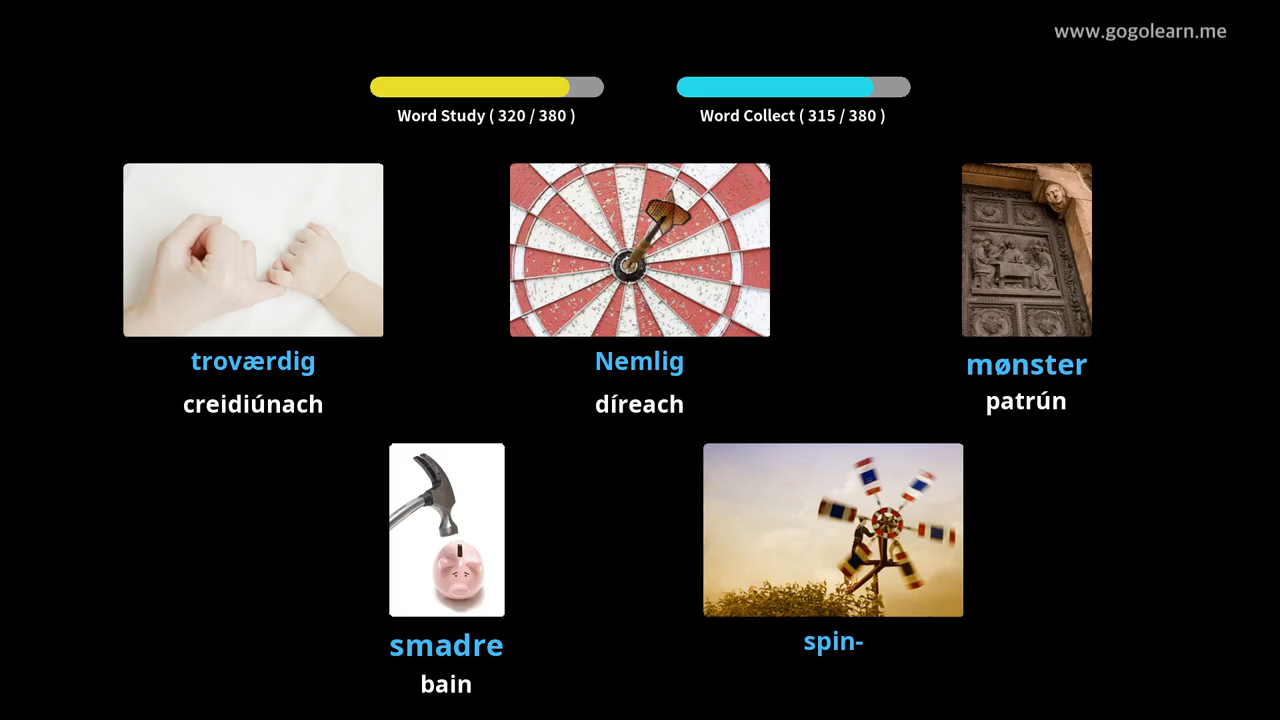 www.gogolearn.me
Word Study ( 320 / 380 )
Word Collect ( 315 / 380 )
troværdig
creidiúnach
Nemlig
díreach
mønster
patrún
smadre
bain
spin-